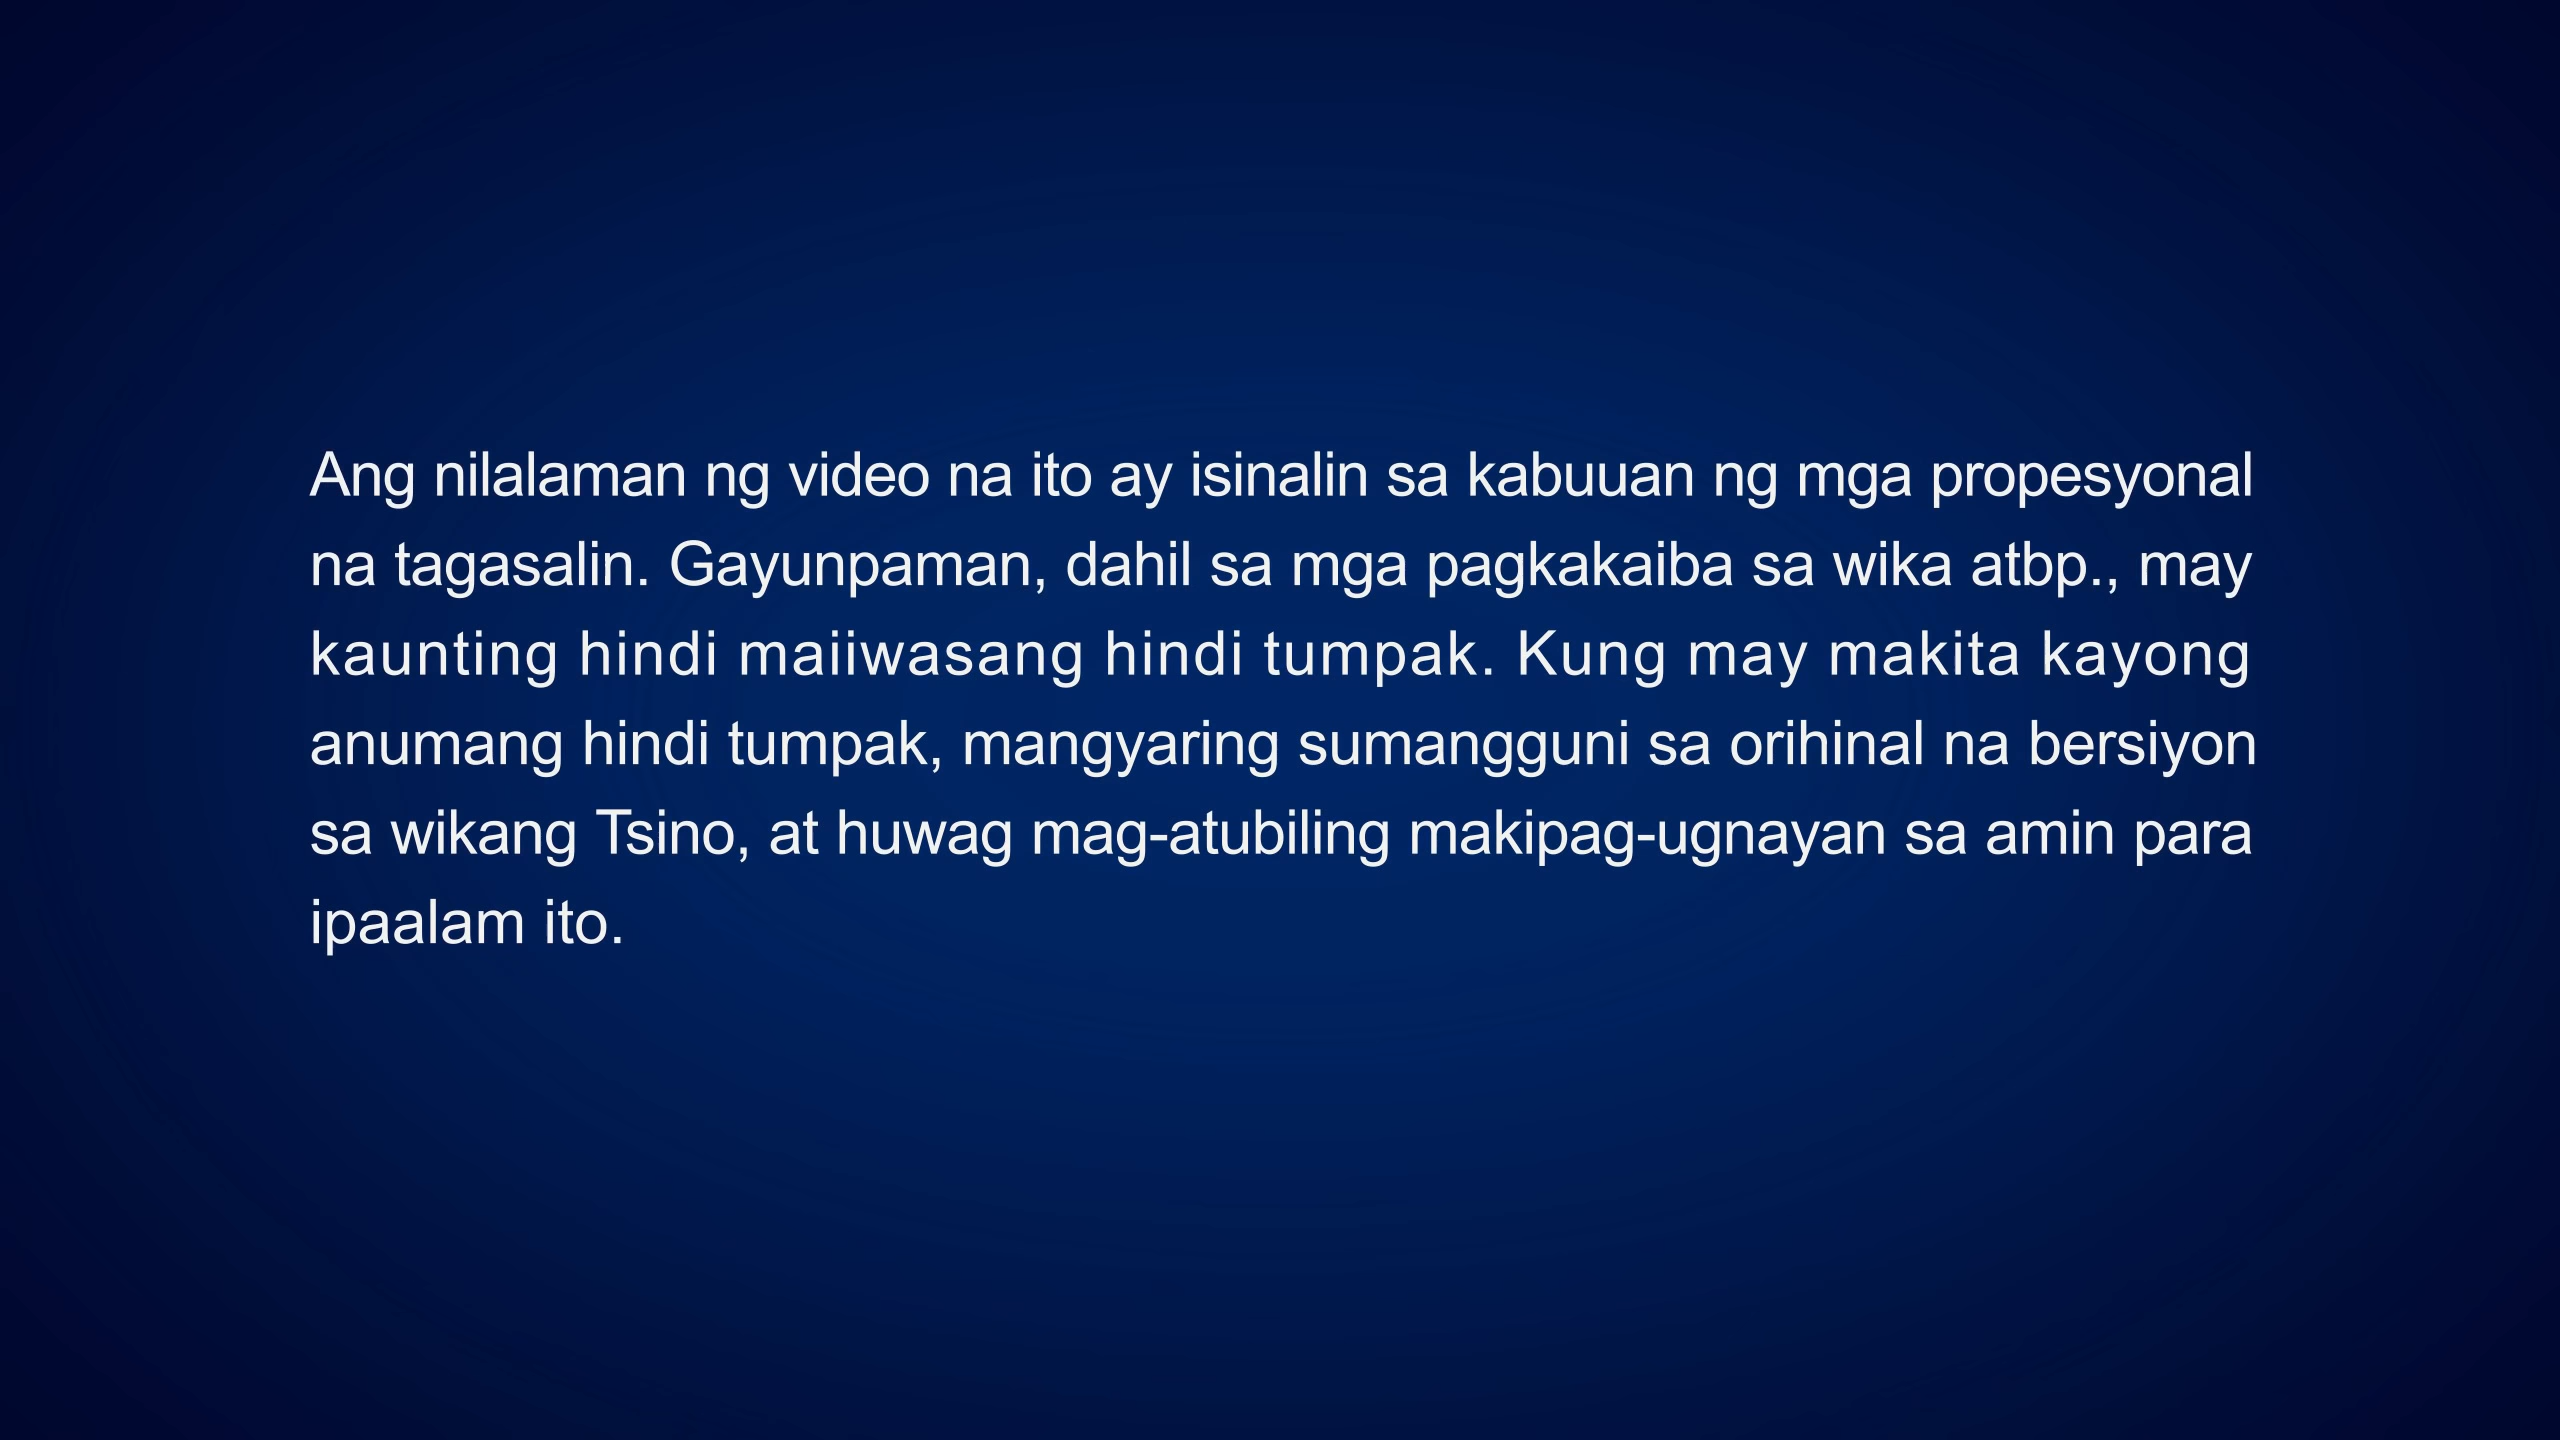 Ang nilalaman ng video na ito ay isinalin sa kabuuan ng mga propesyonal
na tagasalin. Gayunpaman, dahil sa mga pagkakaiba sa wika atbp., may
kaunting hindi maiiwasang hindi tumpak. Kung may makita kayong
anumang hindi tumpak, mangyaring sumangguni sa orihinal na bersiyon
sa wikang Tsino, at huwag mag-atubiling makipag-ugnayan sa amin para
ipaalam ito.